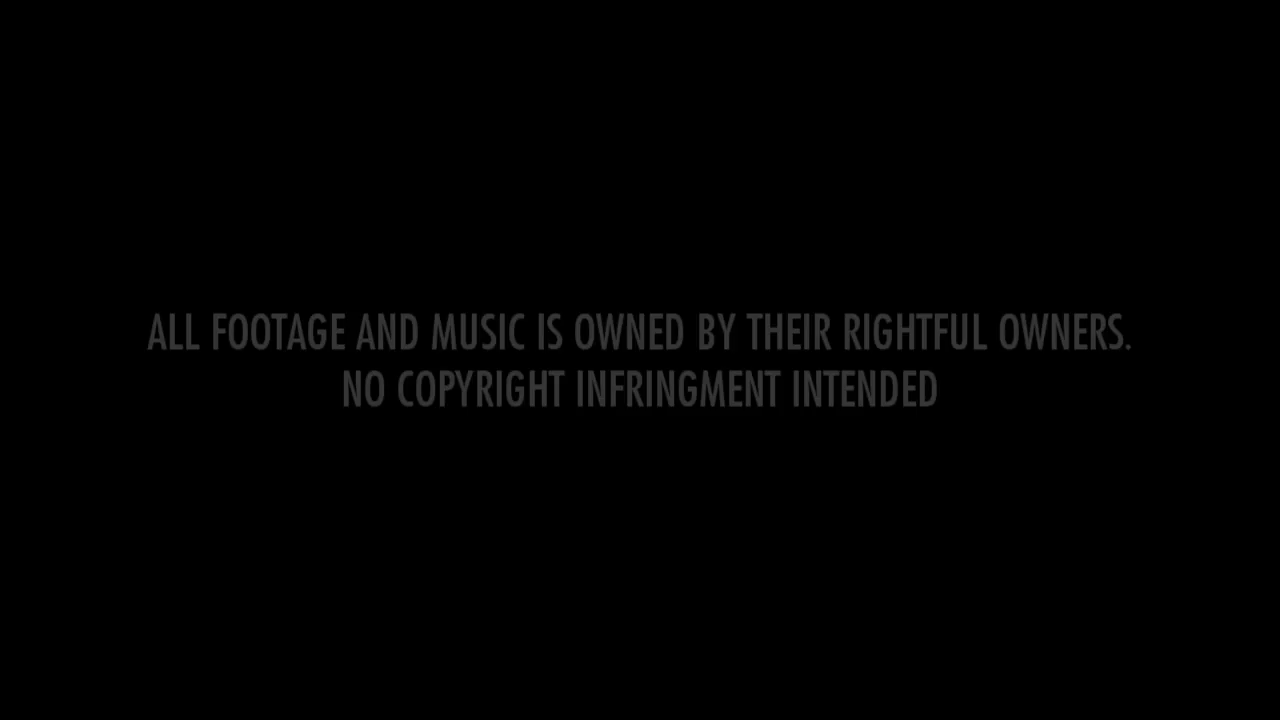 ALL FOOTAGE AND MUSIC IS OWNED BY THEIR RIGHTFUL OWNERS.
NO COPYRIGHT INFRINGMENT INTENDED